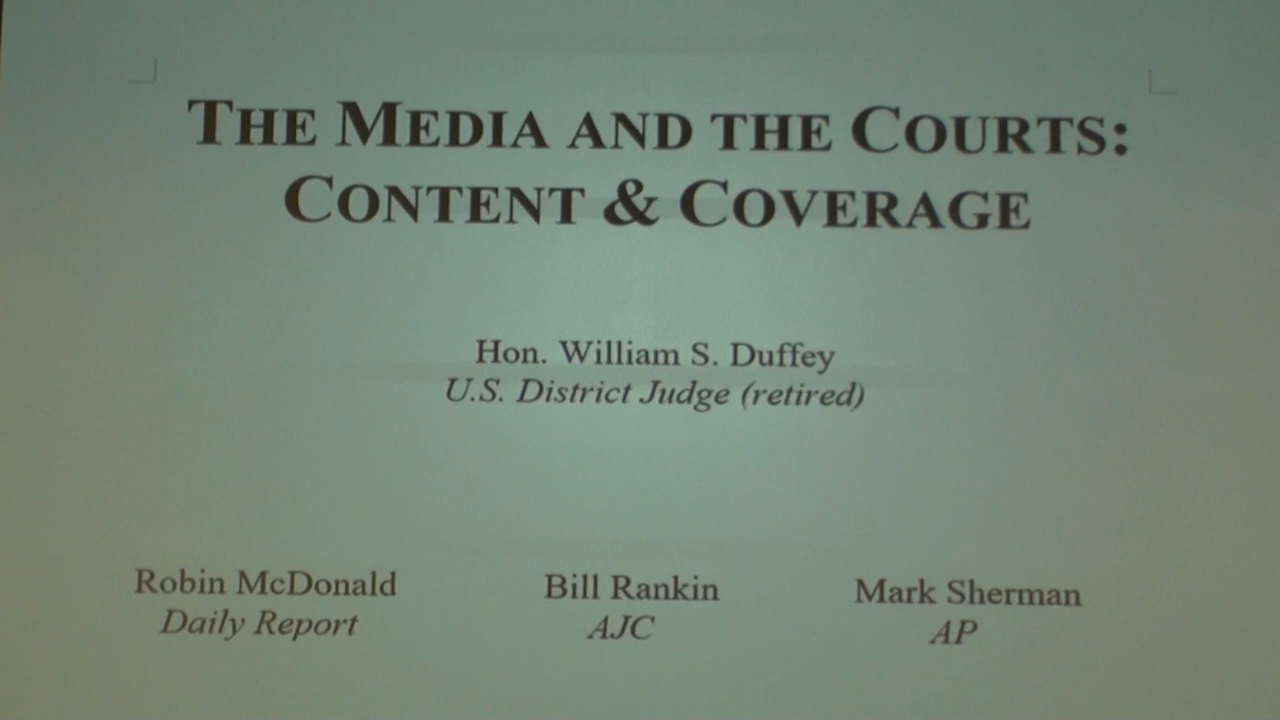 THE MEDIA AND THE COURTS:
CONTENT & COVERAGE
Hon. William S. Duffey
U.S. District Judge (retired)
Robin McDonald Bill Rankin Mark Sherman
Daily Report AJC AP